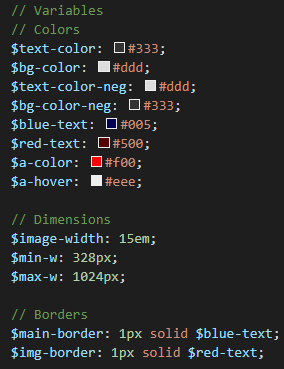 // Variables
// Colors
$text-color: #333;
$bg-color: #ddd;
$text-color-neg: #ddd;
$bg-color-neg: #333;
$blue-text: #005;
$red-text: #500;
$a-color: #f00;
$a-hover: #eee;

// Dimensions
$image-width: 15em;
$min-w: 328px;
$max-w: 1024px;

// Borders
$main-border: 1px solid $blue-text;
$img-border: 1px solid $red-text;